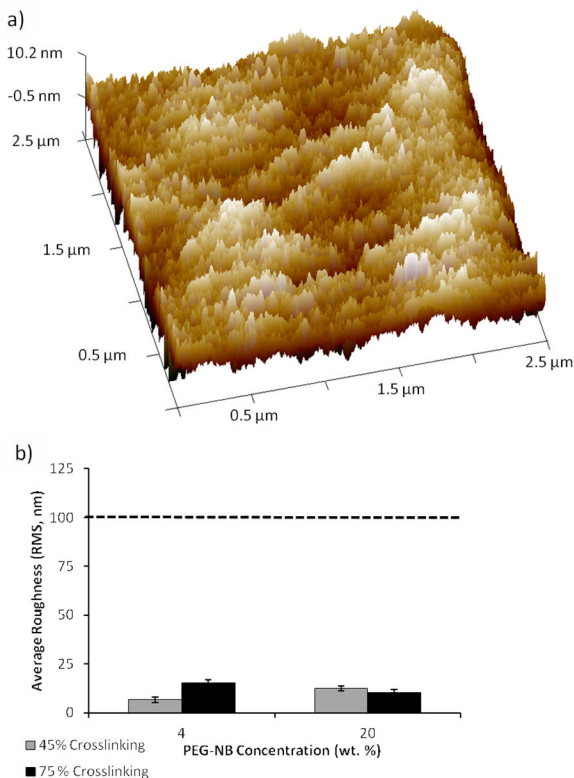 a)
10.2 nm
-0.5 nm
2.5 µm
1.5 µm
0.5 µm
0.5 µm
1.5 µm
2.5 µm
b)
Average Roughness (RMS, nm)
125
100
75
50
25
0
4
20
PEG-NB Concentration (wt. %)
45% Crosslinking
75% Crosslinking